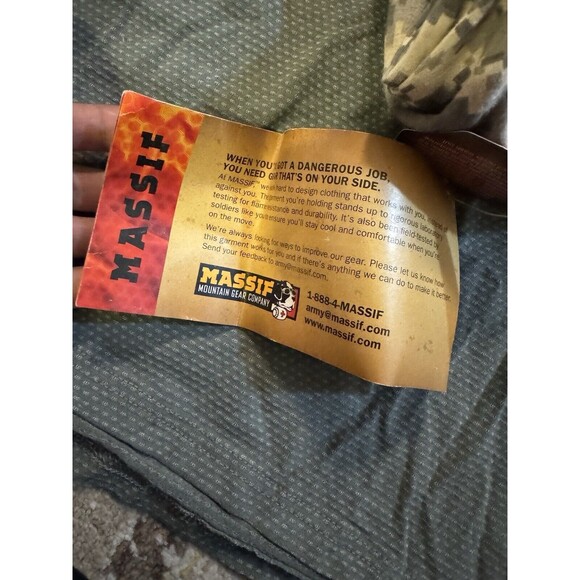 MASSIF
WHEN YOU'VE GOT A DANGEROUS JOB,
YOU NEED GEAR THAT'S ON YOUR SIDE.
At MASSIF, we work hard to design clothing that works with you, instead of
against you. The garment you're holding stands up to rigorous laboratory
testing for flame resistance and durability. It's also been field-tested by
soldiers like you to ensure you'll stay cool and comfortable when you're
on the move.
We're always looking for ways to improve our gear. Please let us know how
this garment works for you and if there's anything we can do to make it better.
Send your feedback to army@massif.com.
MASSIF
MOUNTAIN GEAR COMPANY
1-888-4-MASSIF
army@massif.com
www.massif.com